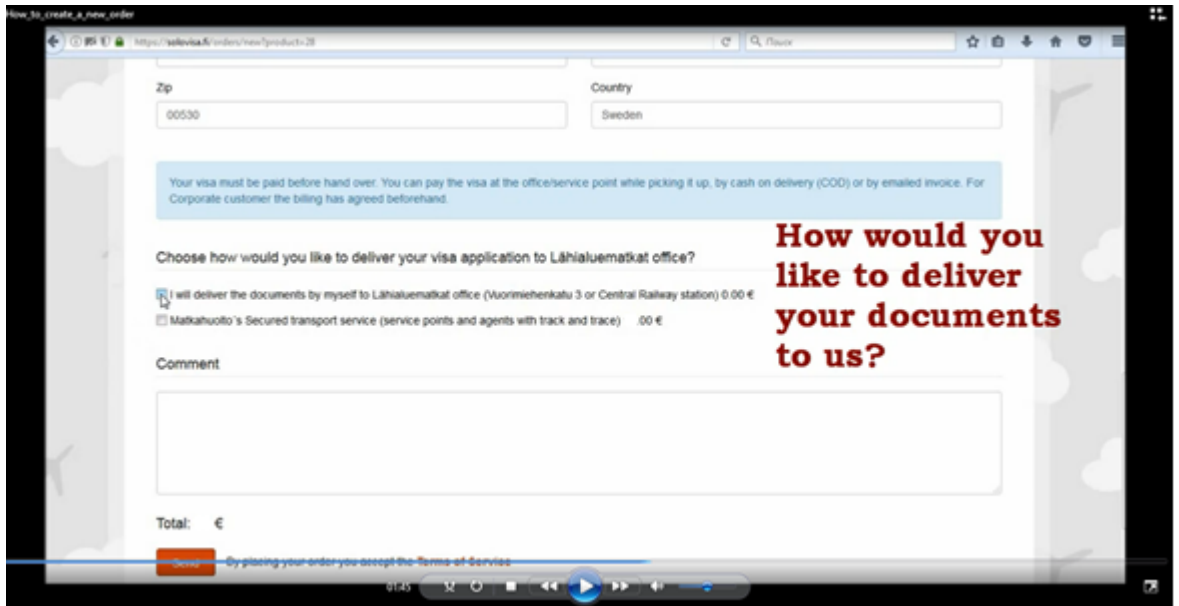 How_to_create_a_new_order
https://solevisa.fi/orders/new?product=28
Поиск
Zip
Country
00530
Sweden
Your visa must be paid before hand over. You can pay the visa at the office/service point while picking it up, by cash on delivery (COD) or by emailed invoice. For
Corporate customer the billing has agreed beforehand.
How would you
like to deliver
your documents
to us?
Choose how would you like to deliver your visa application to Lähialuematkat office?
I will deliver the documents by myself to Lähialuematkat office (Vuorimiehenkatu 3 or Central Railway station) 0.00 €
Matkahuolto`s Secured transport service (service points and agents with track and trace) .00 €
Comment
Total: €
Send By placing your order you accept the Terms of Service
01:45